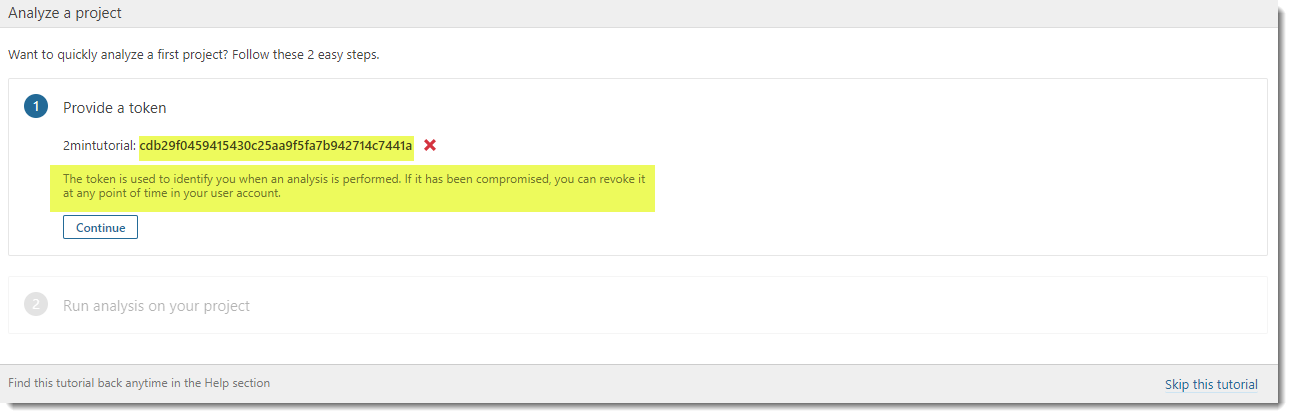 Analyze a project
Want to quickly analyze a first project? Follow these 2 easy steps.
1 Provide a token
2mintutorial: cdb29f0459415430c25aa9f5fa7b942714c7441a
The token is used to identify you when an analysis is performed. If it has been compromised, you can revoke it
at any point of time in your user account.
Continue
2 Run analysis on your project
Find this tutorial back anytime in the Help section Skip this tutorial